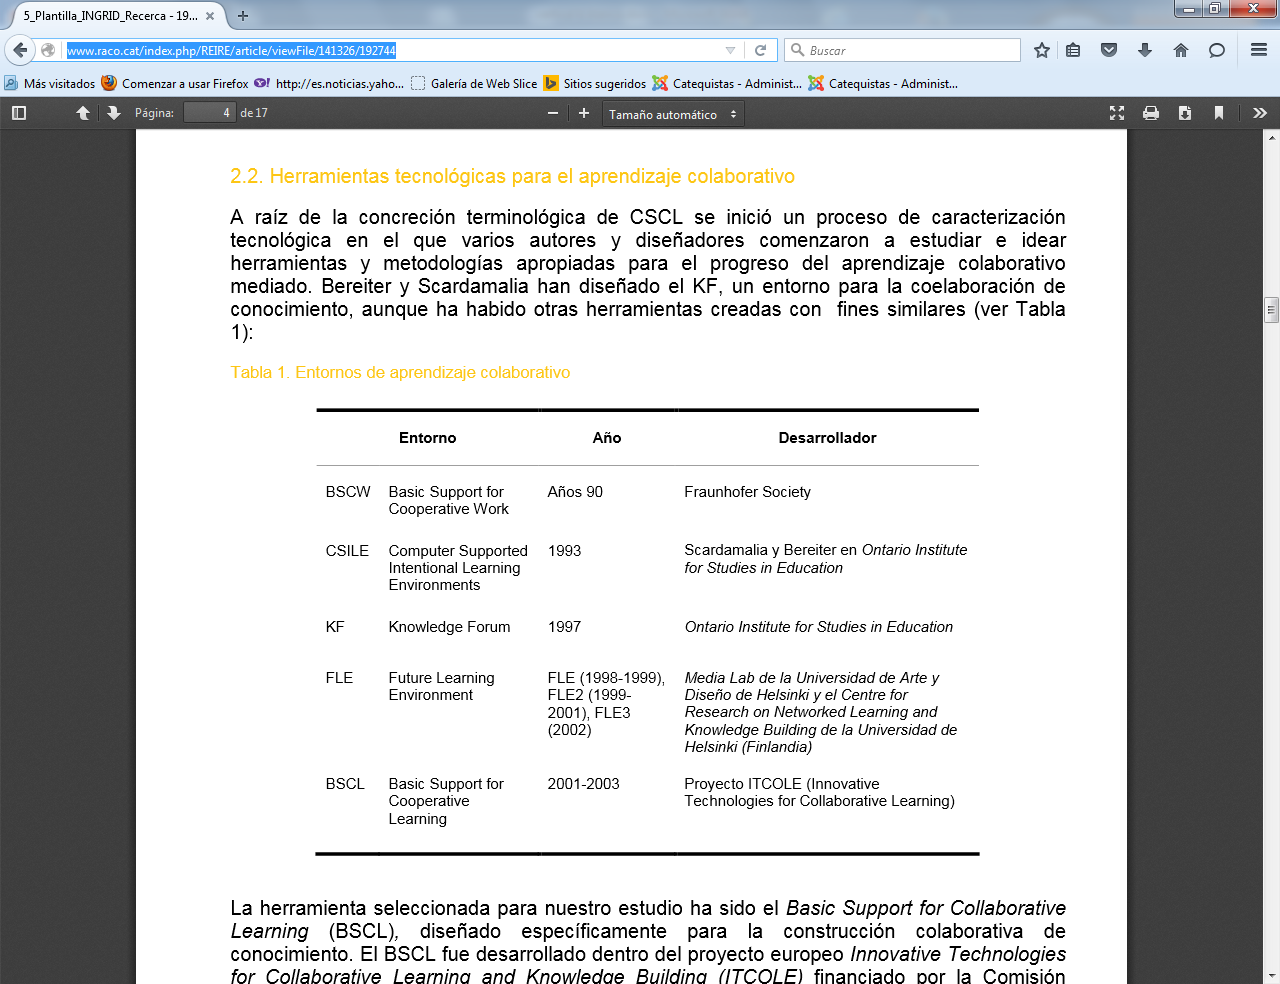 5_Plantilla_INGRID_Recerca - 19...
www.raco.cat/index.php/REIRE/article/viewFile/141326/192744
Buscar
Más visitados Comenzar a usar Firefox http://es.noticias.yaho... Galería de Web Slice Sitios sugeridos Catequistas - Administ... Catequistas - Administ...
Página: 4 de 17 Tamaño automático
2.2. Herramientas tecnológicas para el aprendizaje colaborativo
A raíz de la concreción terminológica de CSCL se inició un proceso de caracterización
tecnológica en el que varios autores y diseñadores comenzaron a estudiar e idear
herramientas y metodologías apropiadas para el progreso del aprendizaje colaborativo
mediado. Bereiter y Scardamalia han diseñado el KF, un entorno para la coelaboración de
conocimiento, aunque ha habido otras herramientas creadas con fines similares (ver Tabla
1):
Tabla 1. Entornos de aprendizaje colaborativo
Entorno Año Desarrollador
BSCW Basic Support for Años 90 Fraunhofer Society
Cooperative Work
CSILE Computer Supported 1993 Scardamalia y Bereiter en Ontario Institute
Intentional Learning for Studies in Education
Environments
KF Knowledge Forum 1997 Ontario Institute for Studies in Education
FLE Future Learning FLE (1998-1999), Media Lab de la Universidad de Arte y
Environment FLE2 (1999- Diseño de Helsinki y el Centre for
2001), FLE3 Research on Networked Learning and
(2002) Knowledge Building de la Universidad de
Helsinki (Finlandia)
BSCL Basic Support for 2001-2003 Proyecto ITCOLE (Innovative
Cooperative Technologies for Collaborative Learning)
Learning
La herramienta seleccionada para nuestro estudio ha sido el Basic Support for Collaborative
Learning (BSCL), diseñado específicamente para la construcción colaborativa de
conocimiento. El BSCL fue desarrollado dentro del proyecto europeo Innovative Technologies
for Collaborative Learning and Knowledge Building (ITCOLE) financiado por la Comisión